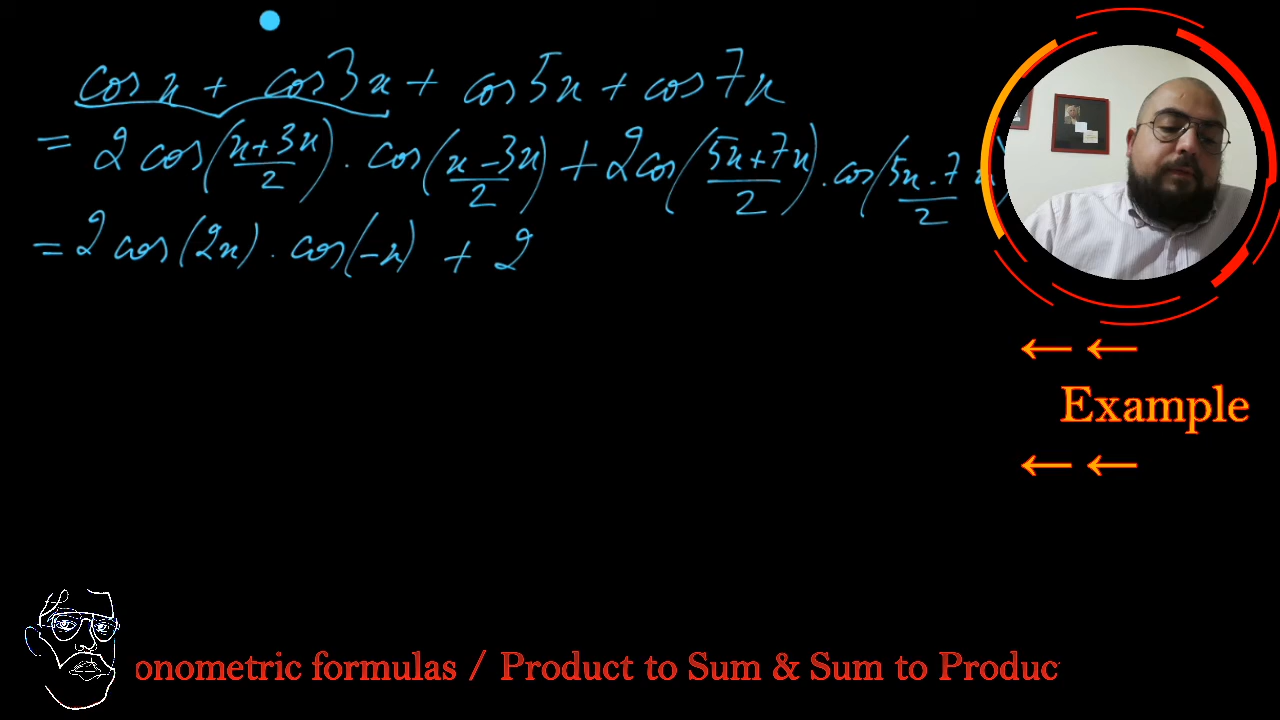 cos x + cos 3x + cos 5x + cos 7x
= 2 cos(x+3x/2) . cos(x-3x/2) + 2 cos(5x+7x/2) . cos(5x-7x/2)
= 2 cos(2x) . cos(-x) + 2
← ←
Example
← ←
onometric formulas / Product to Sum & Sum to Produc